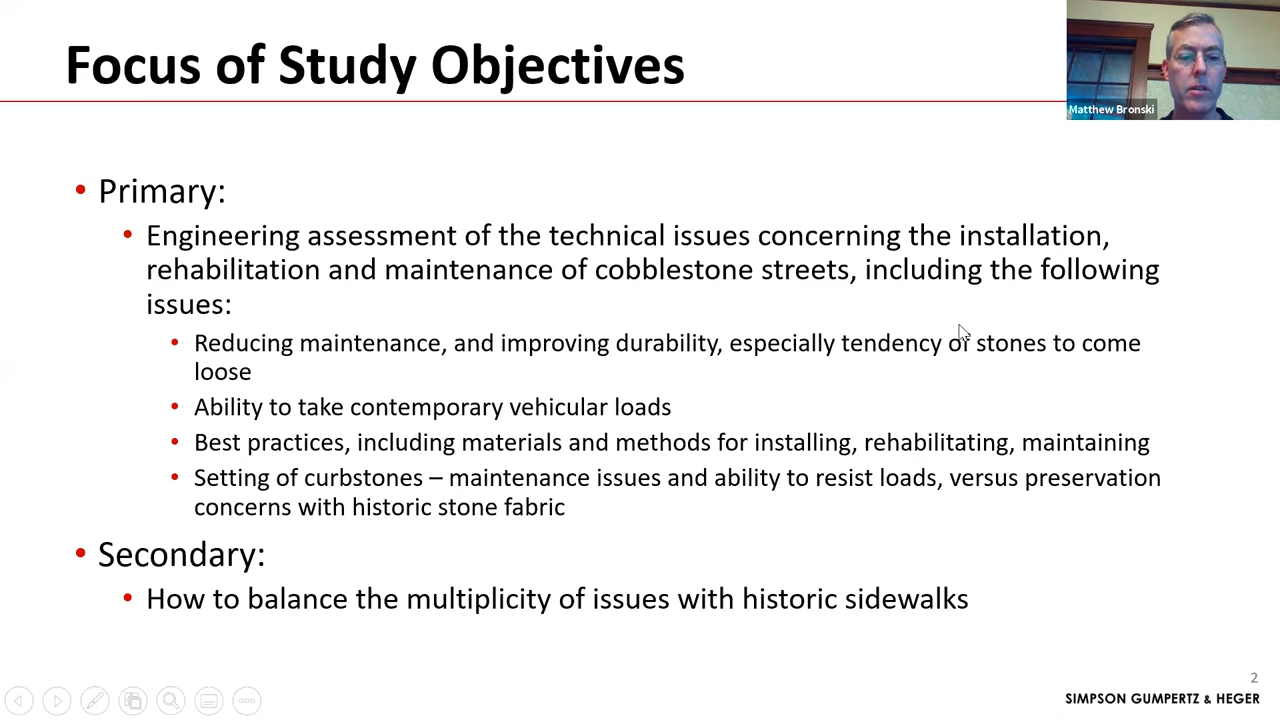 Focus of Study Objectives
Matthew Bronski
• Primary:
• Engineering assessment of the technical issues concerning the installation,
rehabilitation and maintenance of cobblestone streets, including the following
issues:
• Reducing maintenance, and improving durability, especially tendency of stones to come
loose
• Ability to take contemporary vehicular loads
• Best practices, including materials and methods for installing, rehabilitating, maintaining
• Setting of curbstones – maintenance issues and ability to resist loads, versus preservation
concerns with historic stone fabric
• Secondary:
• How to balance the multiplicity of issues with historic sidewalks
2
SIMPSON GUMPERTZ & HEGER